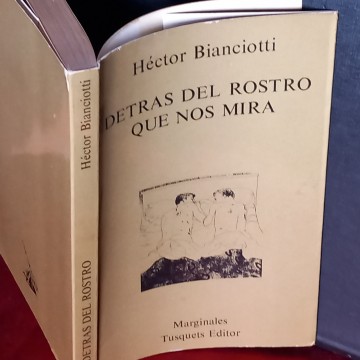 Héctor Bianciotti
DETRAS DEL ROSTRO
QUE NOS MIRA
Marginales
Tusquets Editor
Héctor Bianciotti
DETRAS DEL ROSTRO